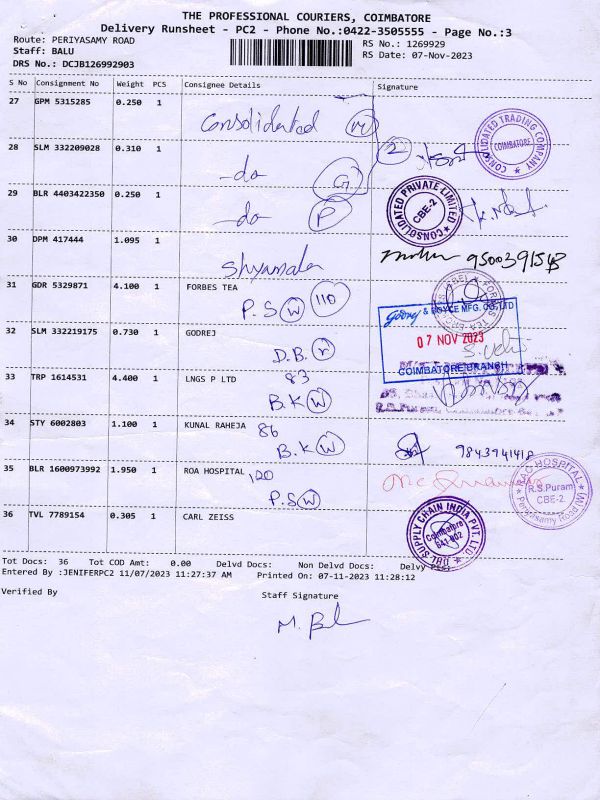 THE PROFESSIONAL COURIERS, COIMBATORE
Delivery Runsheet - PC2 - Phone No.:0422-3505555 - Page No.:3
Route: PERIYASAMY ROAD
RS No.: 1269929
Staff: BALU
RS Date: 07-Nov-2023
DRS No.: DCJB126992903
S No Consignment No Weight PCS Consignee Details Signature
27 GPM 5315285 0.250 1
Consolidated
28 SLM 332209028 0.310 1
2
CONSOLIDATED TRADING COMPANY
COIMBATORE
-do
29 BLR 4403422350 0.250 1
-do P
CONSOLIDATED PRIVATE LIMITED
CBE-2
30 DPM 417444 1.095 1
Shyamala
31 GDR 5329871 4.100 1 FORBES TEA
P.S W 110
Godrej & BOYCE MFG. CO. LTD
07 NOV 2023
COIMBATORE BRANCH
32 SLM 332219175 0.730 1 GODREJ
D.B. r
33 TRP 1614531 4.400 1 LNGS P LTD
83
B.K W
34 STY 6002803 1.100 1 KUNAL RAHEJA 86
B.K W
35 BLR 1600973992 1.950 1 ROA HOSPITAL 120
P.S W
HOSPITAL
R.S.Puram
CBE-2.
Periyasamy Road (W)
36 TVL 7789154 0.305 1 CARL ZEISS
SUPPLY CHAIN INDIA PVT. LTD.
Coimbatore
641 002
Tot Docs: 36 Tot COD Amt: 0.00 Delvd Docs: Non Delvd Docs: Delvy
Entered By :JENIFERPC2 11/07/2023 11:27:37 AM Printed On: 07-11-2023 11:28:12
Verified By Staff Signature